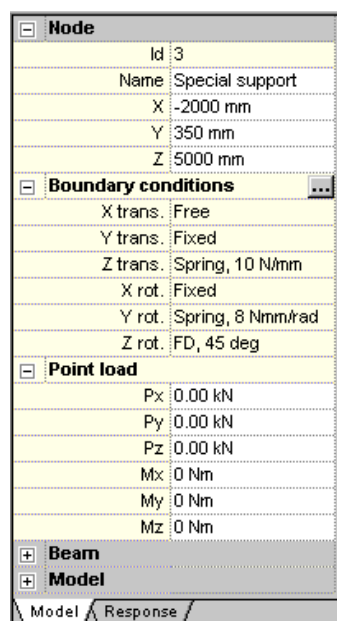 Node
Id 3
Name Special support
X -2000 mm
Y 350 mm
Z 5000 mm
Boundary conditions ...
X trans. Free
Y trans. Fixed
Z trans. Spring, 10 N/mm
X rot. Fixed
Y rot. Spring, 8 Nmm/rad
Z rot. FD, 45 deg
Point load
Px 0.00 kN
Py 0.00 kN
Pz 0.00 kN
Mx 0 Nm
My 0 Nm
Mz 0 Nm
Beam
Model
Model Response